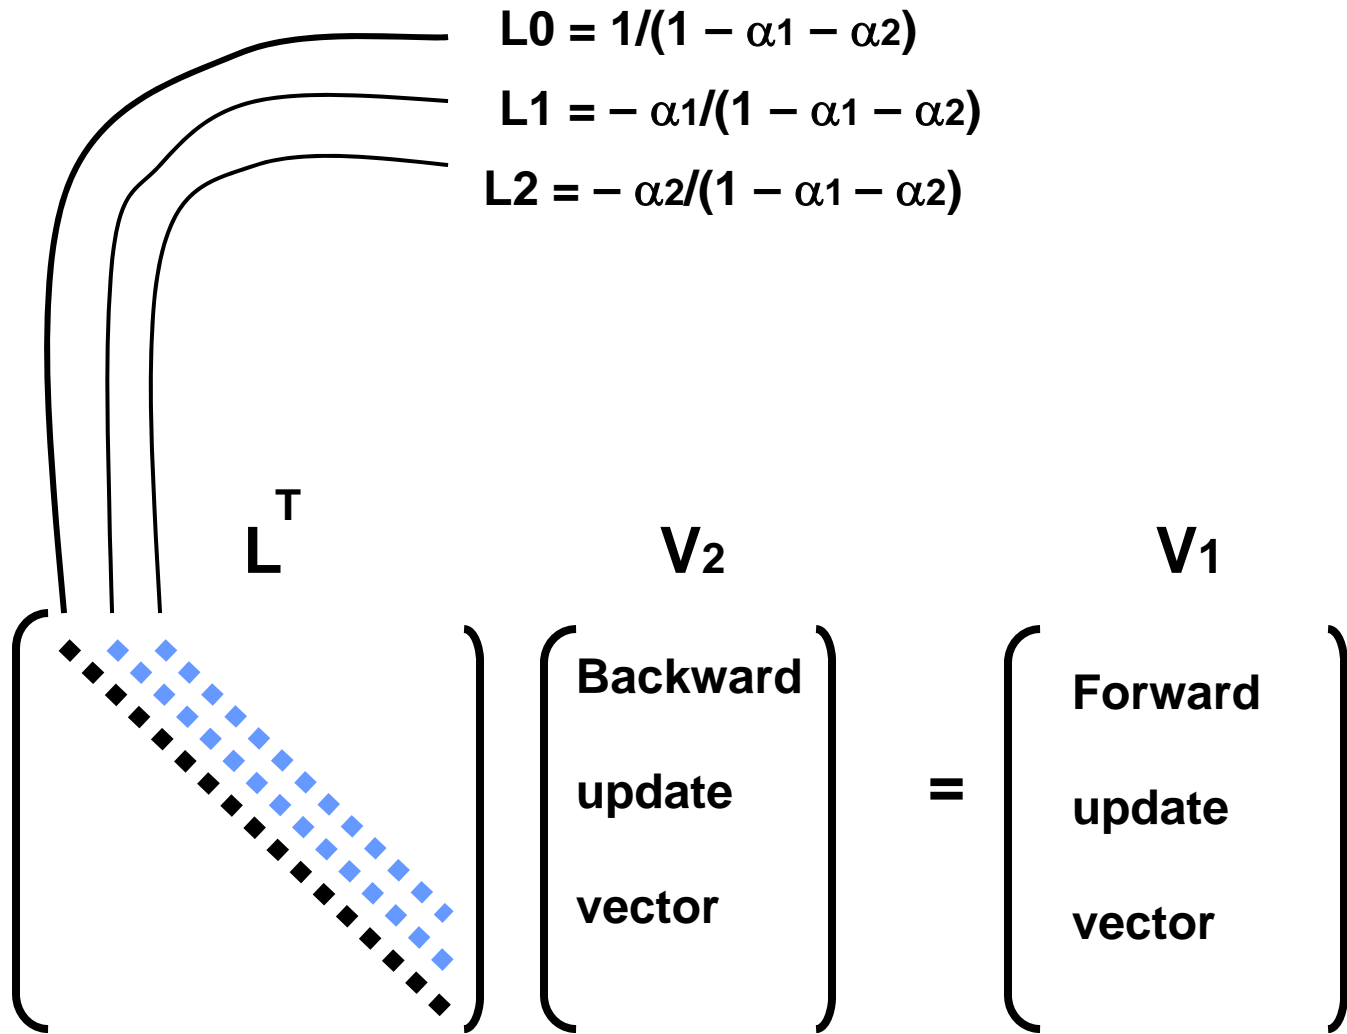 L0 = 1/(1 – α1 – α2)
L1 = – α1/(1 – α1 – α2)
L2 = – α2/(1 – α1 – α2)
L^T V2 V1
Backward
Forward
update
=
update
vector
vector